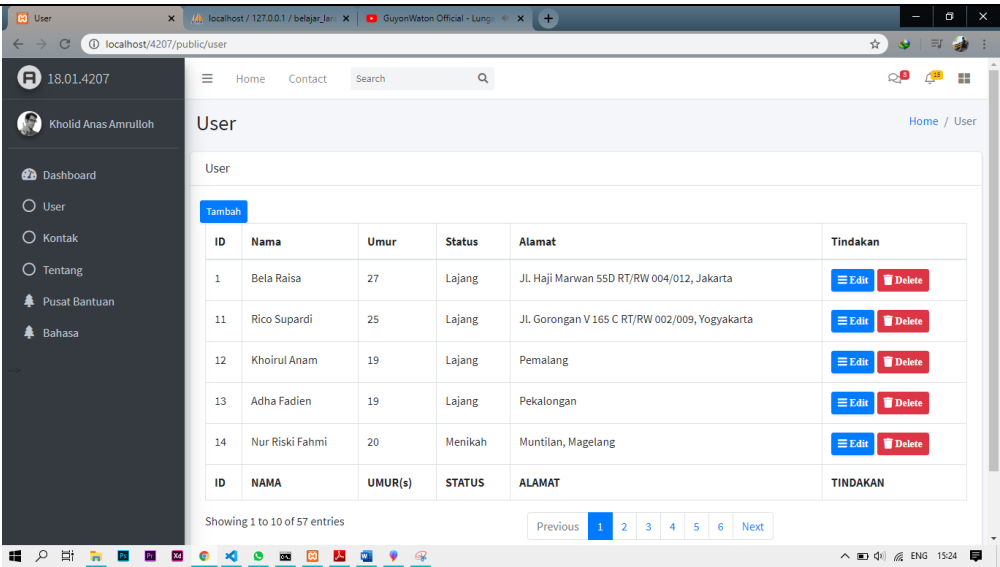 User
localhost / 127.0.0.1 / belajar_lar
GuyonWaton Official - Lung
localhost/4207/public/user
18.01.4207
Home Contact Search
Kholid Anas Amrulloh
Dashboard
User
Kontak
Tentang
Pusat Bantuan
Bahasa
-->
User
Home / User
User
Tambah
ID Nama Umur Status Alamat Tindakan
1 Bela Raisa 27 Lajang Jl. Haji Marwan 55D RT/RW 004/012, Jakarta Edit Delete
11 Rico Supardi 25 Lajang Jl. Gorongan V 165 C RT/RW 002/009, Yogyakarta Edit Delete
12 Khoirul Anam 19 Lajang Pemalang Edit Delete
13 Adha Fadien 19 Lajang Pekalongan Edit Delete
14 Nur Riski Fahmi 20 Menikah Muntilan, Magelang Edit Delete
ID NAMA UMUR(s) STATUS ALAMAT TINDAKAN
Showing 1 to 10 of 57 entries
Previous 1 2 3 4 5 6 Next
Ps Pr Xd
ENG 15:24